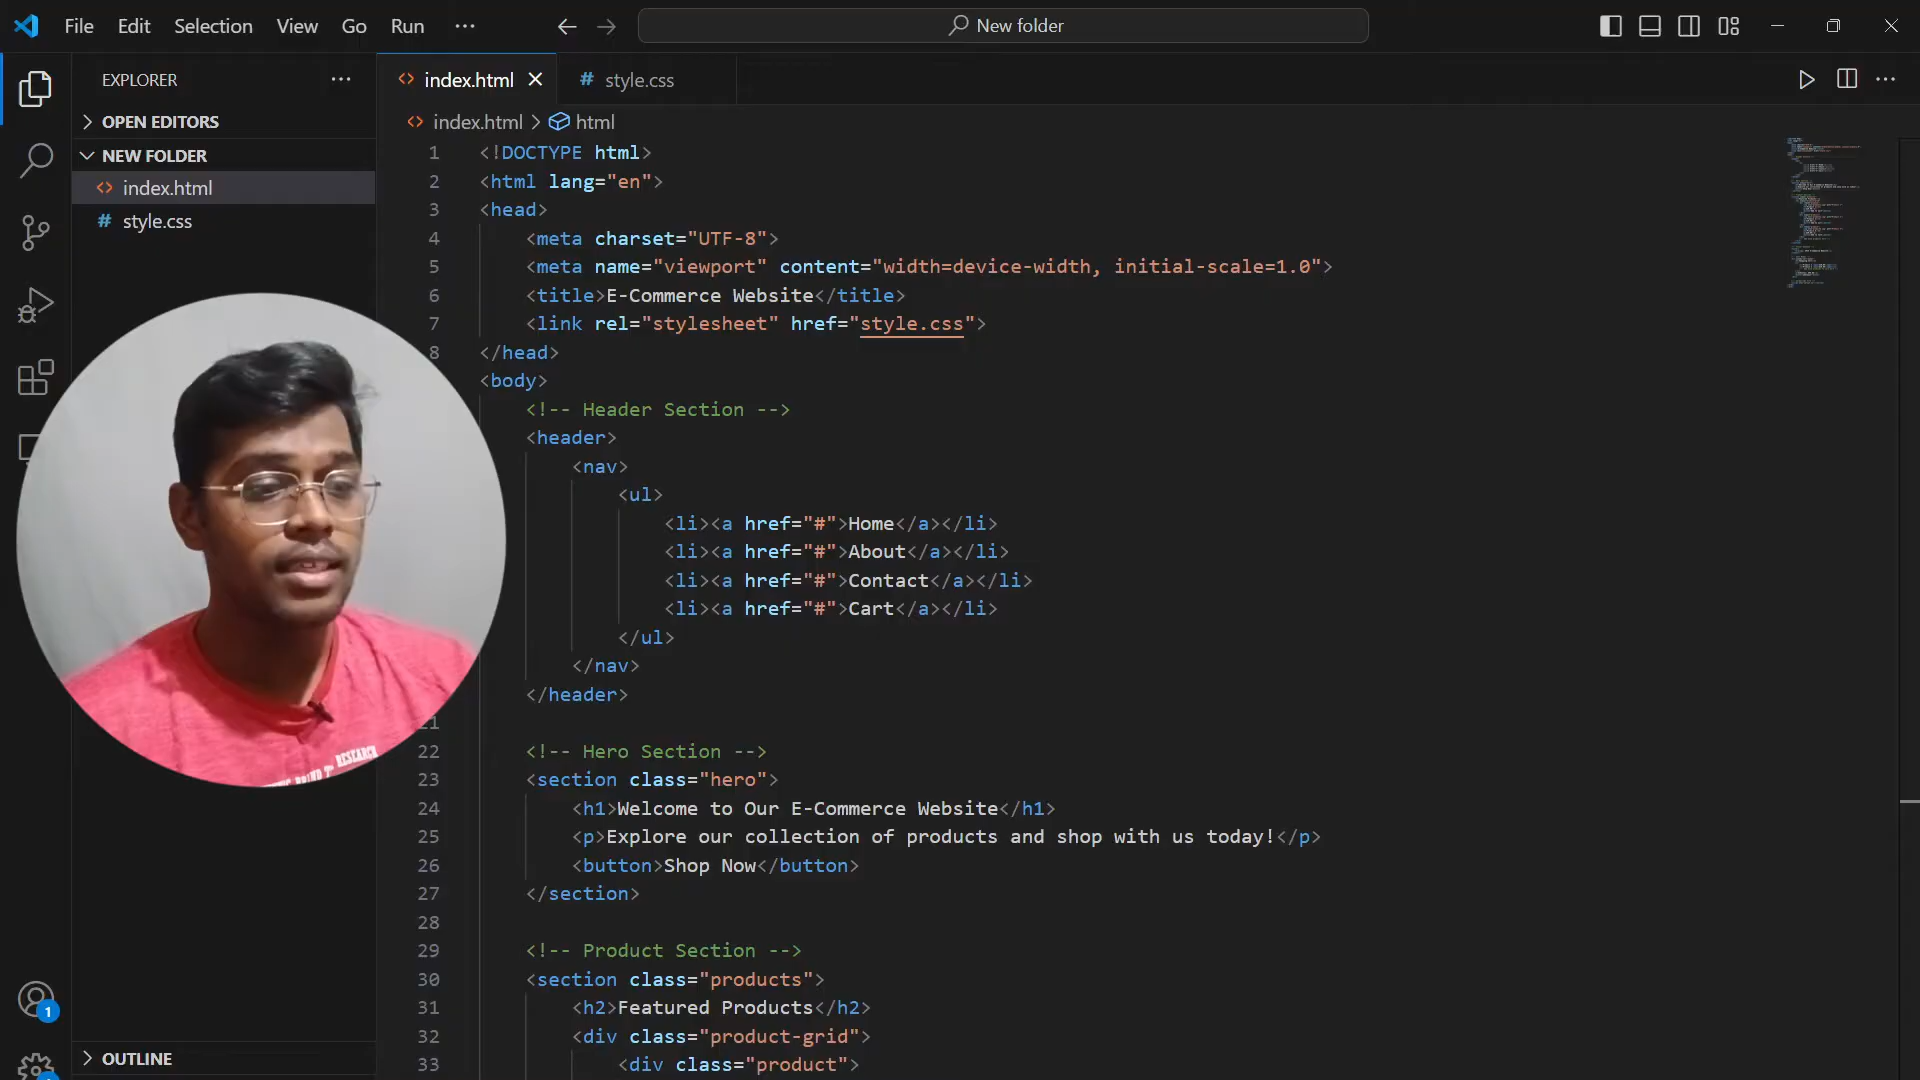 File Edit Selection View Go Run ··· New folder
EXPLORER ···
OPEN EDITORS
NEW FOLDER
index.html
style.css
index.html style.css
index.html > html
1 <!DOCTYPE html>
2 <html lang="en">
3 <head>
4 <meta charset="UTF-8">
5 <meta name="viewport" content="width=device-width, initial-scale=1.0">
6 <title>E-Commerce Website</title>
7 <link rel="stylesheet" href="style.css">
8 </head>
<body>
<!-- Header Section -->
<header>
<nav>
<ul>
<li><a href="#">Home</a></li>
<li><a href="#">About</a></li>
<li><a href="#">Contact</a></li>
<li><a href="#">Cart</a></li>
</ul>
</nav>
</header>
21
22 <!-- Hero Section -->
23 <section class="hero">
24 <h1>Welcome to Our E-Commerce Website</h1>
25 <p>Explore our collection of products and shop with us today!</p>
26 <button>Shop Now</button>
27 </section>
28
29 <!-- Product Section -->
30 <section class="products">
31 <h2>Featured Products</h2>
32 <div class="product-grid">
33 <div class="product">
RESEARCH
1
OUTLINE